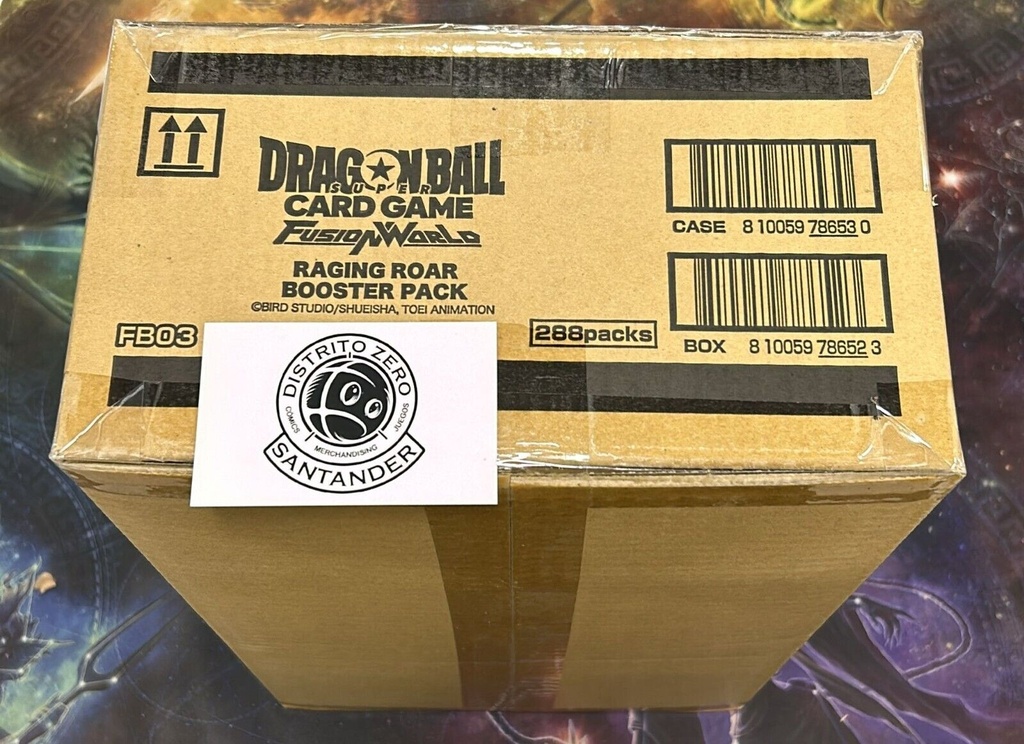 DRAGON BALL
SUPER
CARD GAME
FUSION WORLD
RAGING ROAR
BOOSTER PACK
©BIRD STUDIO/SHUEISHA, TOEI ANIMATION
FB03
288packs
CASE 8 10059 78653 0
BOX 8 10059 78652 3
DISTRITO ZERO
COMICS
MERCHANDISING
JUEGOS
SANTANDER